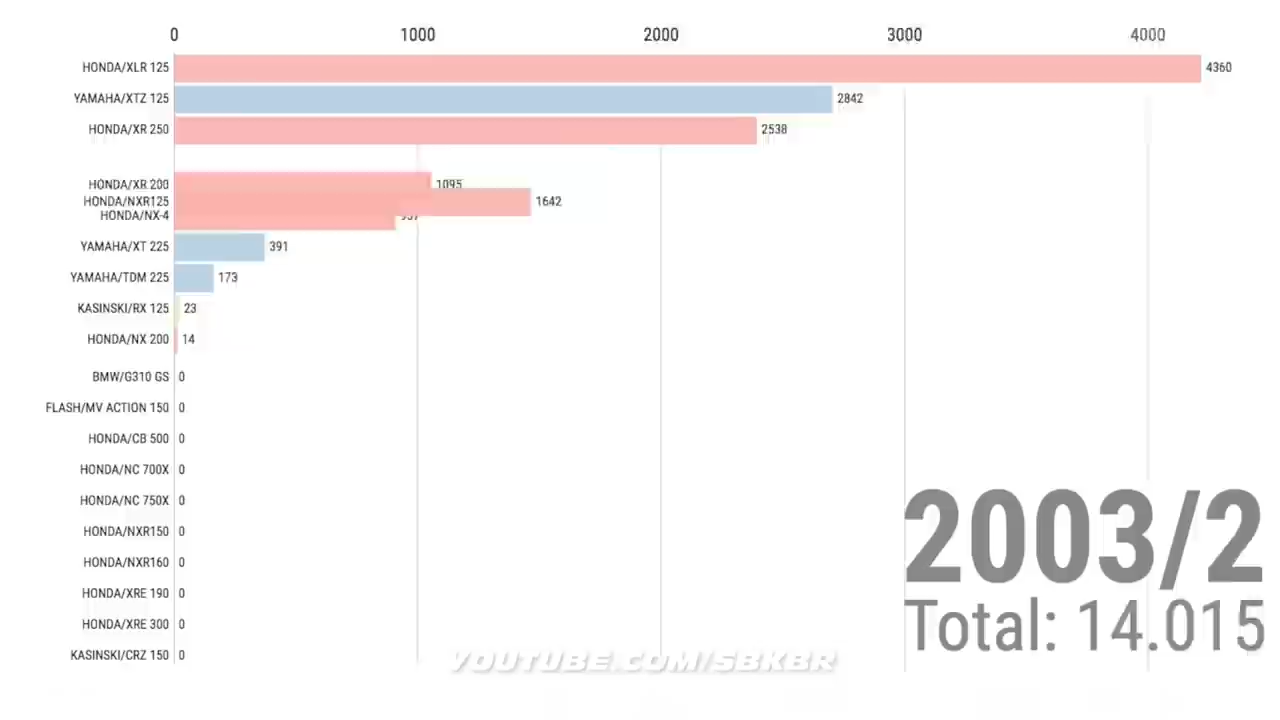 0 1000 2000 3000 4000
HONDA/XLR 125 4360
YAMAHA/XTZ 125 2842
HONDA/XR 250 2538
HONDA/XR 200 1095
HONDA/NXR125 1642
HONDA/NX-4
YAMAHA/XT 225 391
YAMAHA/TDM 225 173
KASINSKI/RX 125 23
HONDA/NX 200 14
BMW/G310 GS 0
FLASH/MV ACTION 150 0
HONDA/CB 500 0
HONDA/NC 700X 0
HONDA/NC 750X 0
HONDA/NXR150 0
HONDA/NXR160 0
HONDA/XRE 190 0
HONDA/XRE 300 0
KASINSKI/CRZ 150 0
2003/2
Total: 14.015
YOUTUBE.COM/SBKBR